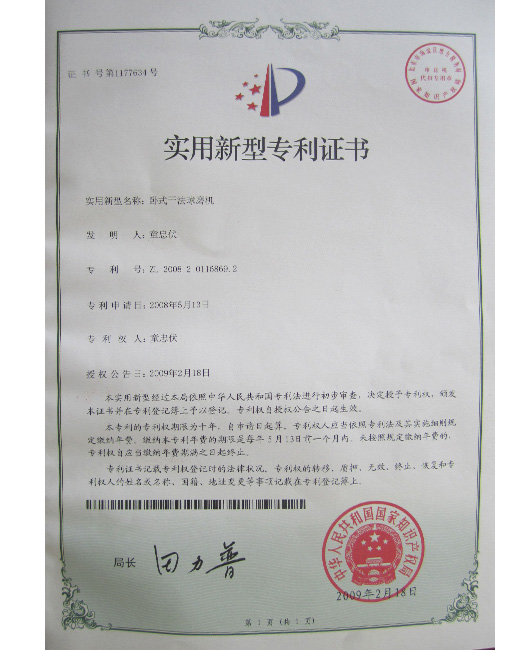 证书号第1177634号
实用新型专利证书
实用新型名称：卧式干法球磨机
发 明 人：童忠伏
专 利 号：ZL 2008 2 0116869.2
专利申请日：2008年5月13日
专 利 权 人：童忠伏
授权公告日：2009年2月18日
本实用新型经过本局依照中华人民共和国专利法进行初步审查，决定授予专利权，颁发
本证书并在专利登记簿上予以登记。专利权自授权公告之日起生效。
本专利的专利权期限为十年，自申请日起算。专利权人应当依照专利法及其实施细则规
定缴纳年费。缴纳本专利年费的期限是每年5月13日前一个月内。未按照规定缴纳年费的，
专利权自应当缴纳年费期满之日起终止。
专利证书记载专利权登记时的法律状况。专利权的转移、质押、无效、终止、恢复和专
利权人的姓名或名称、国籍、地址变更等事项记载在专利登记簿上。
局长 田力普
中华人民共和国国家知识产权局
2009年2月18日
第1页(共1页)